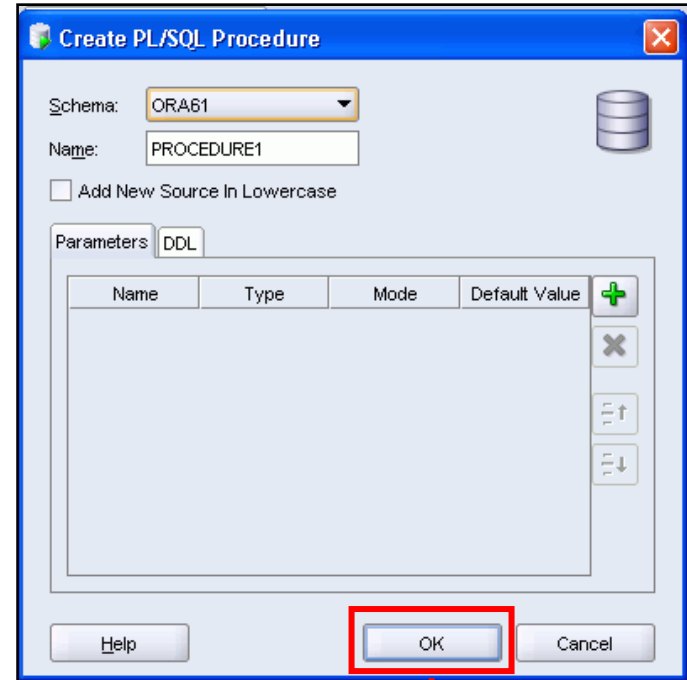 Create PL/SQL Procedure
Schema: ORA61
Name: PROCEDURE1
Add New Source In Lowercase
Parameters DDL
Name Type Mode Default Value
Help OK Cancel